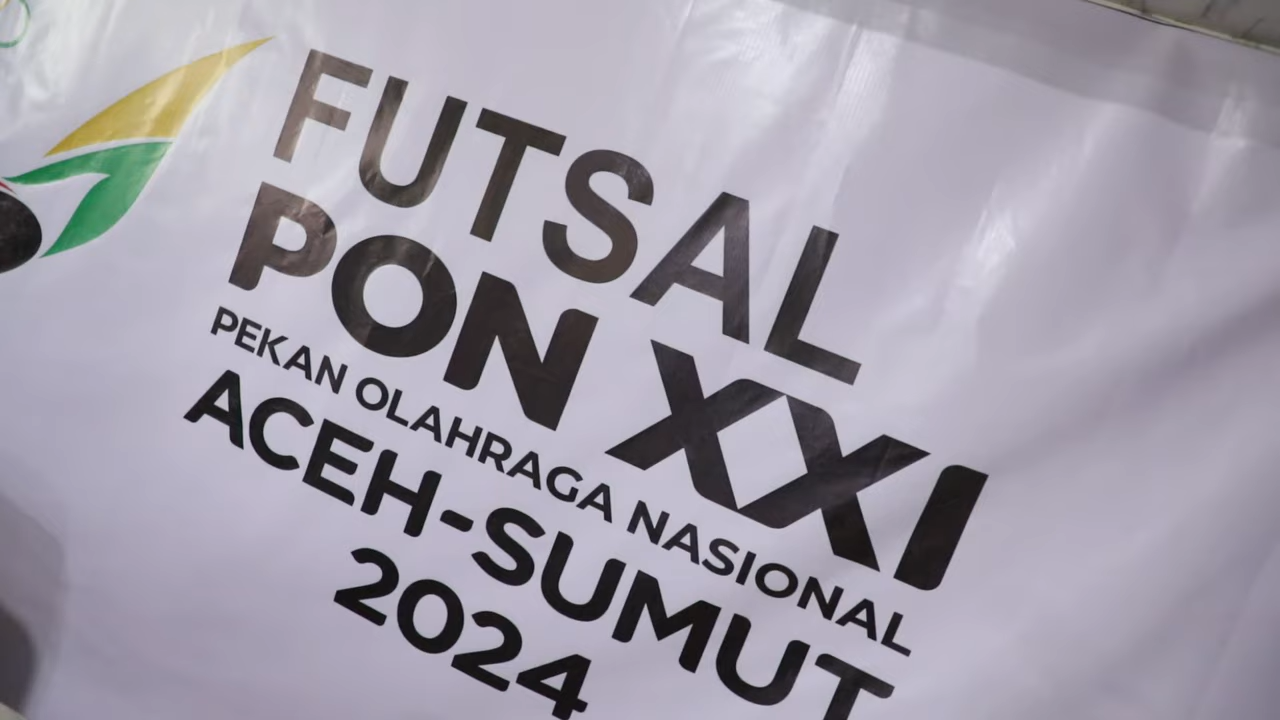 FUTSAL
PON XXI
PEKAN OLAHRAGA NASIONAL
ACEH-SUMUT
2024